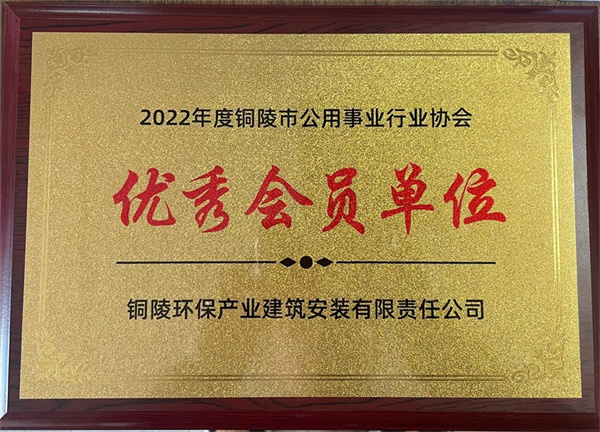 2022年度铜陵市公用事业行业协会
优秀会员单位
铜陵环保产业建筑安装有限责任公司